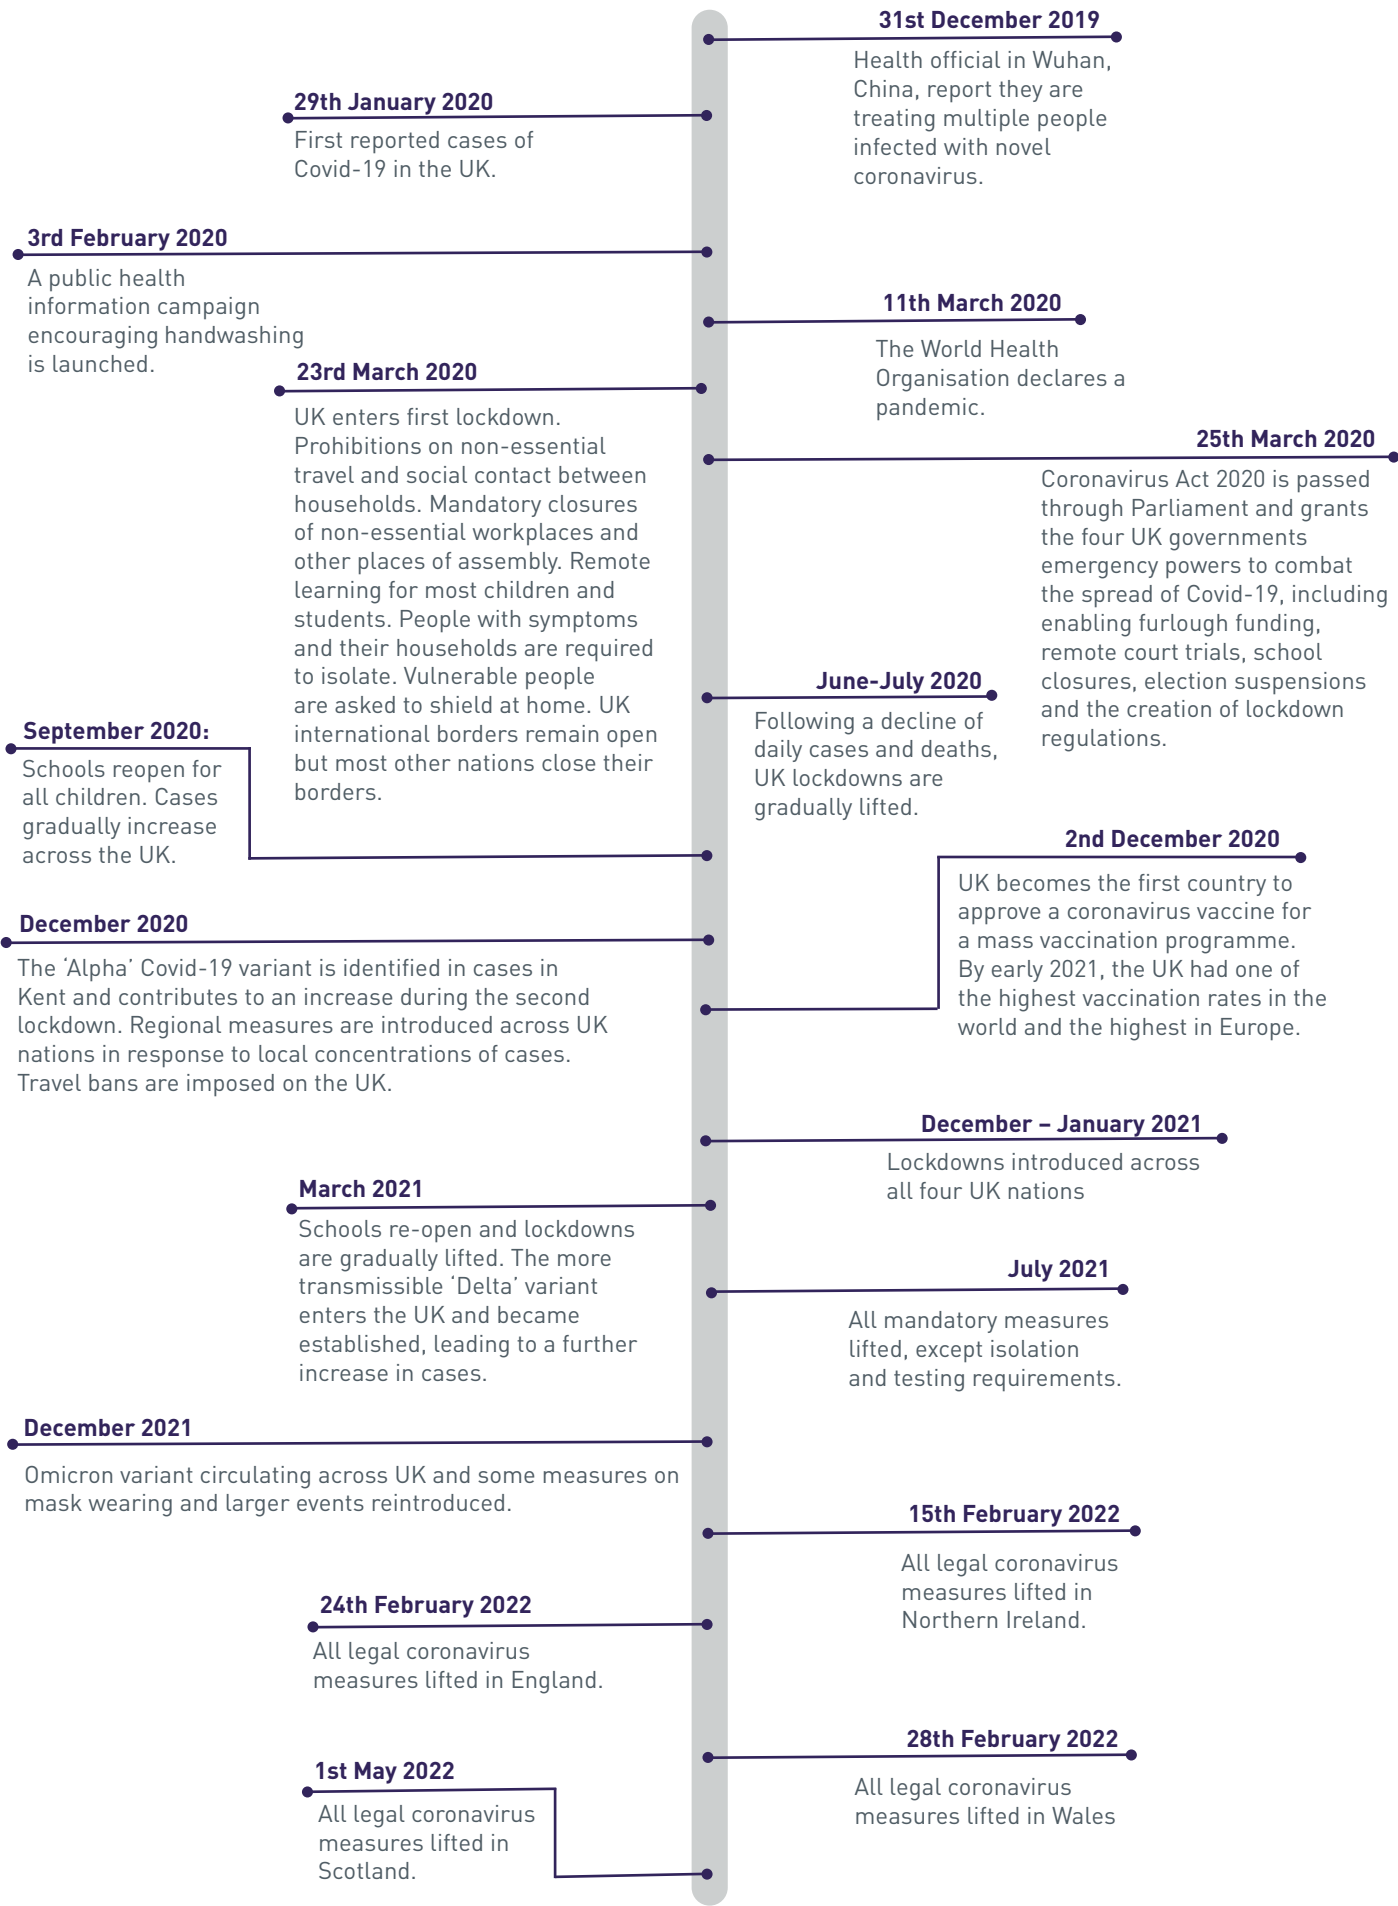 31st December 2019
Health official in Wuhan,
China, report they are
treating multiple people
infected with novel
coronavirus.
29th January 2020
First reported cases of
Covid-19 in the UK.
3rd February 2020
A public health
information campaign
encouraging handwashing
is launched.
11th March 2020
The World Health
Organisation declares a
pandemic.
23rd March 2020
UK enters first lockdown.
Prohibitions on non-essential
travel and social contact between
households. Mandatory closures
of non-essential workplaces and
other places of assembly. Remote
learning for most children and
students. People with symptoms
and their households are required
to isolate. Vulnerable people
are asked to shield at home. UK
international borders remain open
but most other nations close their
borders.
25th March 2020
Coronavirus Act 2020 is passed
through Parliament and grants
the four UK governments
emergency powers to combat
the spread of Covid-19, including
enabling furlough funding,
remote court trials, school
closures, election suspensions
and the creation of lockdown
regulations.
June-July 2020
Following a decline of
daily cases and deaths,
UK lockdowns are
gradually lifted.
September 2020:
Schools reopen for
all children. Cases
gradually increase
across the UK.
2nd December 2020
UK becomes the first country to
approve a coronavirus vaccine for
a mass vaccination programme.
By early 2021, the UK had one of
the highest vaccination rates in the
world and the highest in Europe.
December 2020
The ‘Alpha’ Covid-19 variant is identified in cases in
Kent and contributes to an increase during the second
lockdown. Regional measures are introduced across UK
nations in response to local concentrations of cases.
Travel bans are imposed on the UK.
December – January 2021
Lockdowns introduced across
all four UK nations
March 2021
Schools re-open and lockdowns
are gradually lifted. The more
transmissible ‘Delta’ variant
enters the UK and became
established, leading to a further
increase in cases.
July 2021
All mandatory measures
lifted, except isolation
and testing requirements.
December 2021
Omicron variant circulating across UK and some measures on
mask wearing and larger events reintroduced.
15th February 2022
All legal coronavirus
measures lifted in
Northern Ireland.
24th February 2022
All legal coronavirus
measures lifted in England.
28th February 2022
All legal coronavirus
measures lifted in Wales
1st May 2022
All legal coronavirus
measures lifted in
Scotland.